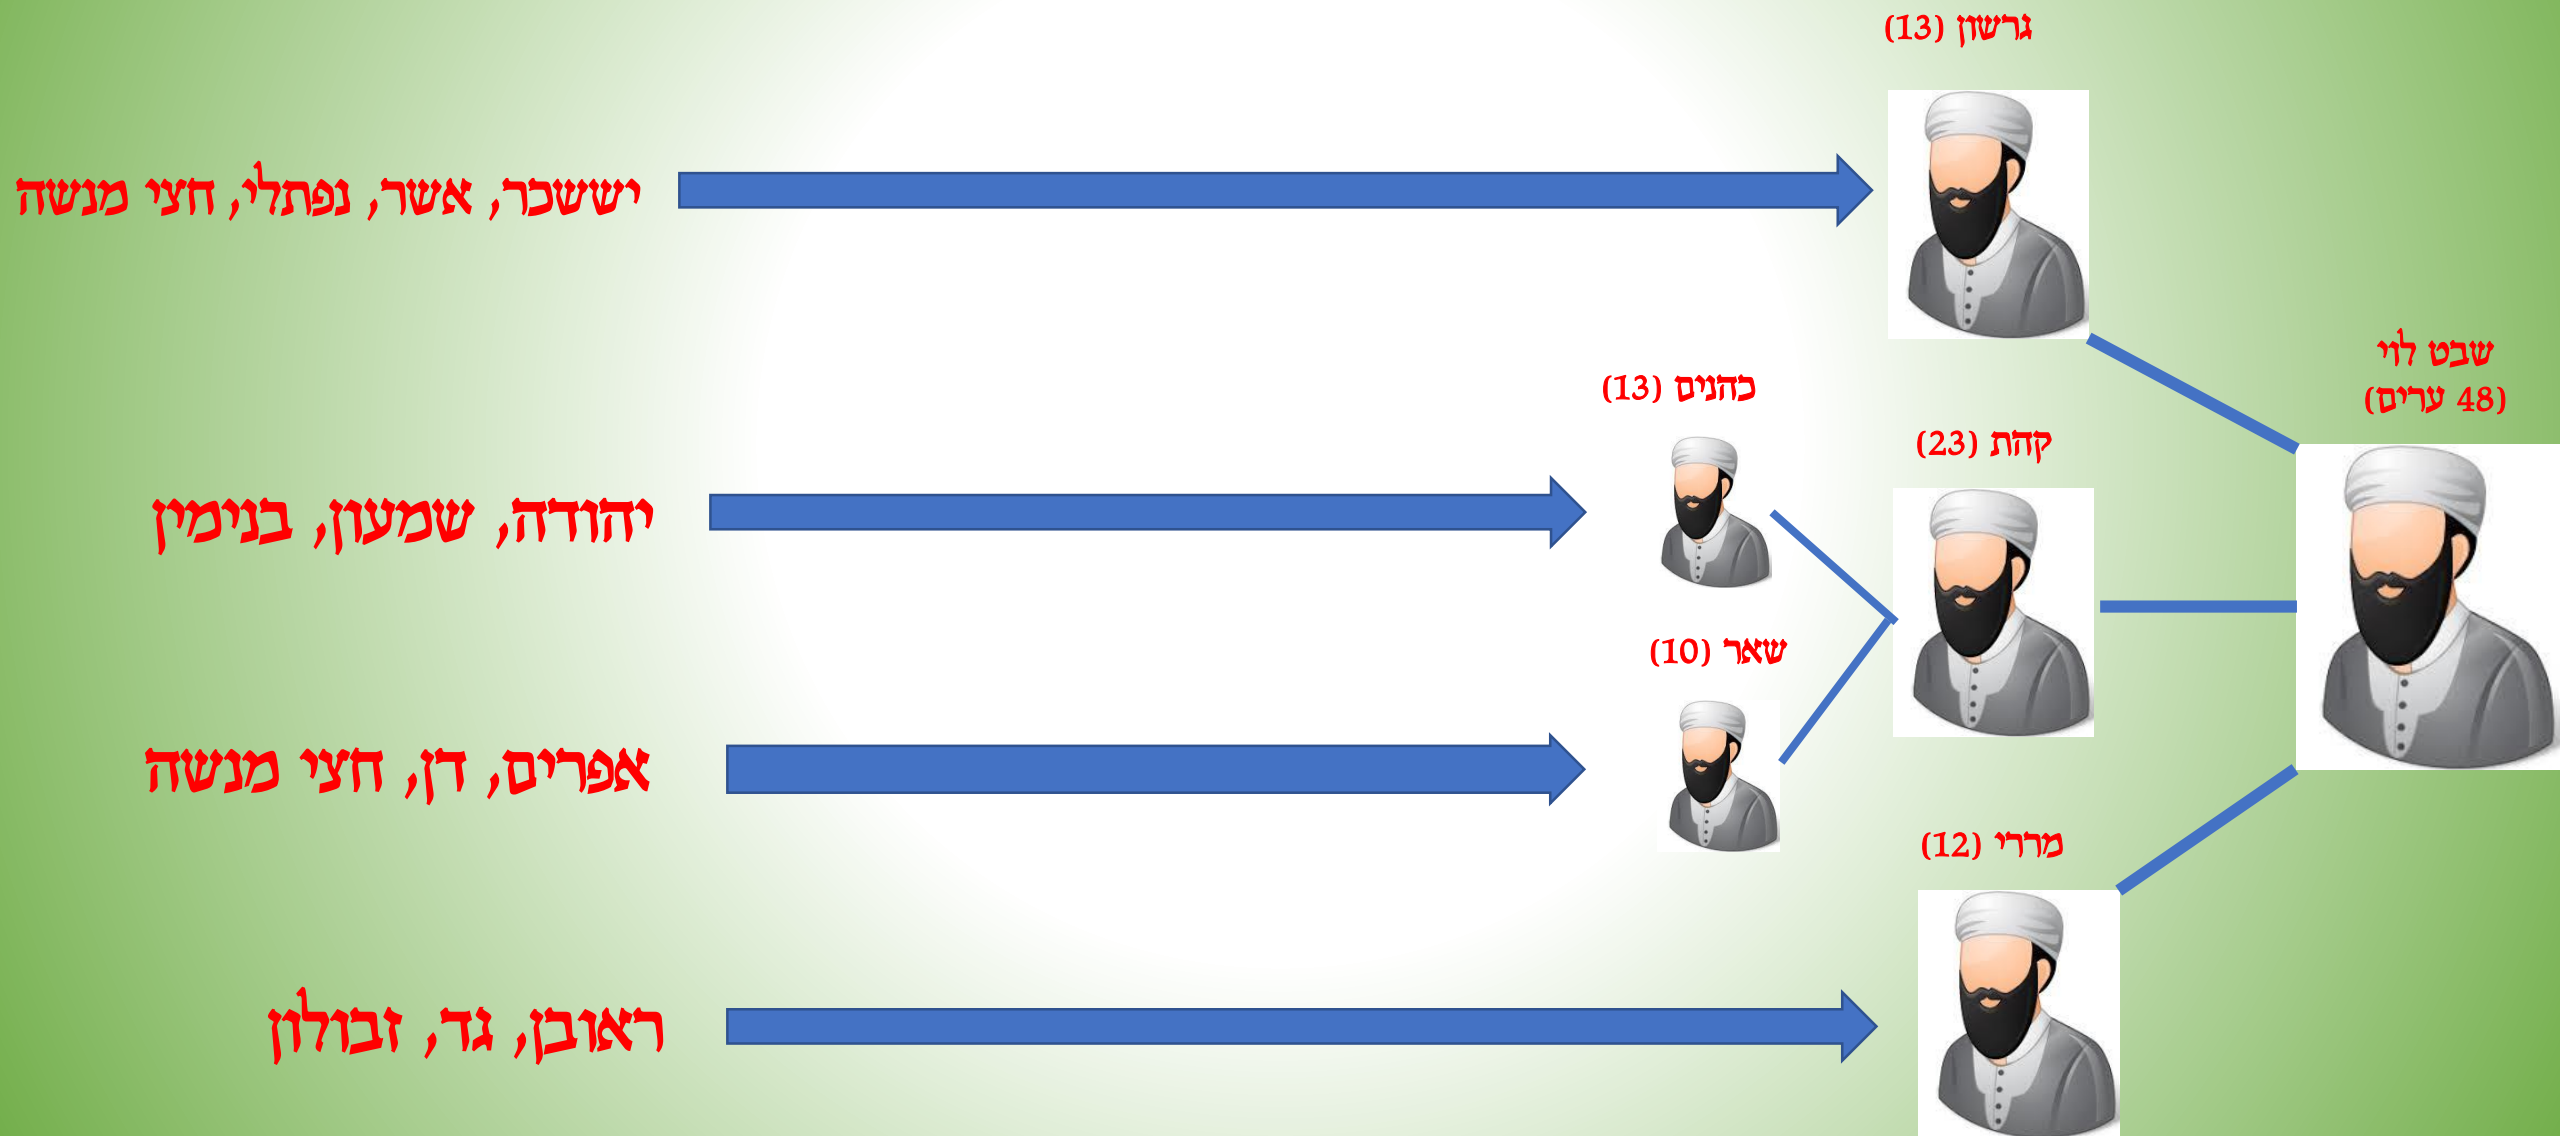 גרשון (13)
יששכר, אשר, נפתלי, חצי מנשה
שבט לוי
(48 ערים)
כהנים (13)
קהת (23)
יהודה, שמעון, בנימין
שאר (10)
אפרים, דן, חצי מנשה
מררי (12)
ראובן, גד, זבולון